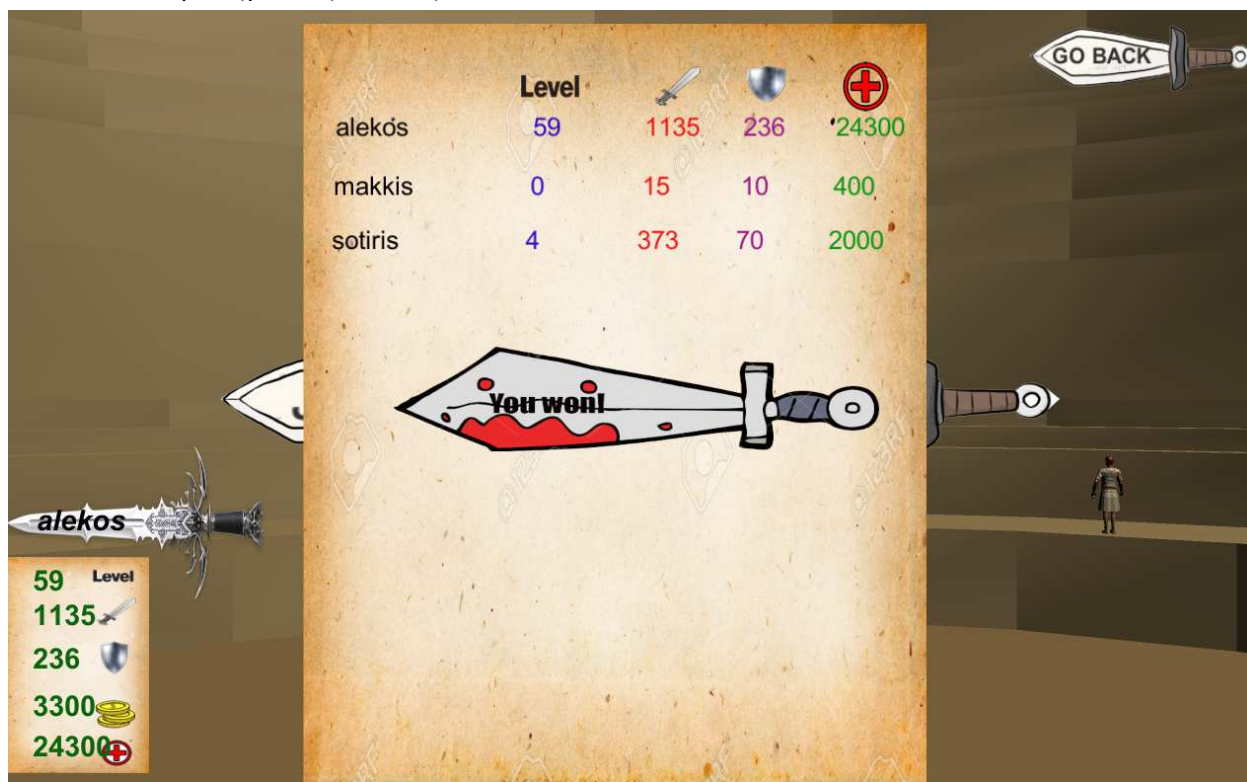 GO BACK
Level
alekos 59 1135 236 24300
makkis 0 15 10 400
sotiris 4 373 70 2000
You won!
alekos
59 Level
1135
236
3300
24300
©123RF